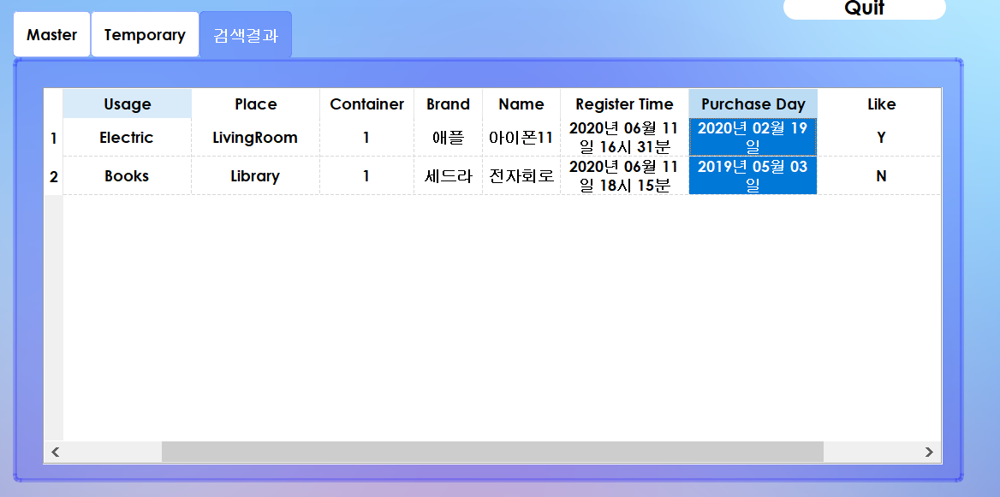 Quit
Master Temporary 검색결과
Usage Place Container Brand Name Register Time Purchase Day Like
1 Electric LivingRoom 1 애플 아이폰11 2020년 06월 11일 16시 31분 2020년 02월 19일 Y
2 Books Library 1 세드라 전자회로 2020년 06월 11일 18시 15분 2019년 05월 03일 N